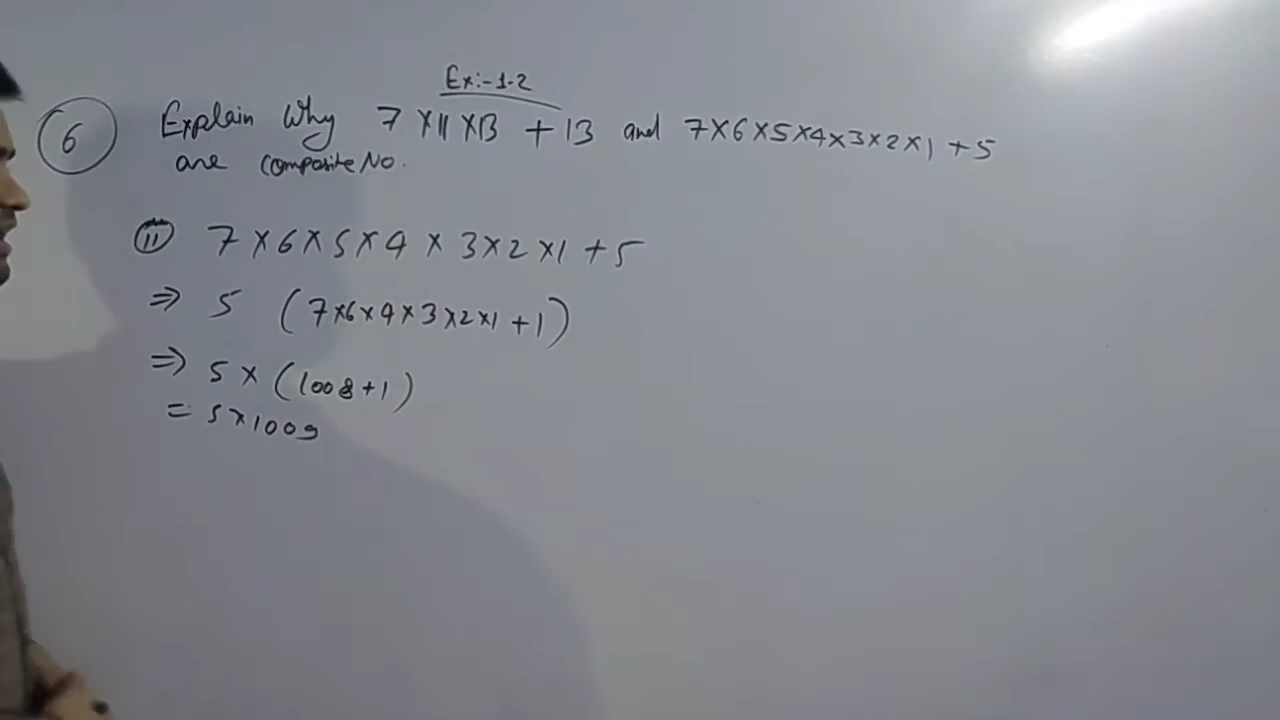 Ex:-1.2
6 Explain Why 7×11×13 + 13 and 7×6×5×4×3×2×1+5
are Composite No.
ii 7×6×5×4×3×2×1+5
⇒ 5 (7×6×4×3×2×1+1)
⇒ 5×(1008+1)
= 5×1009